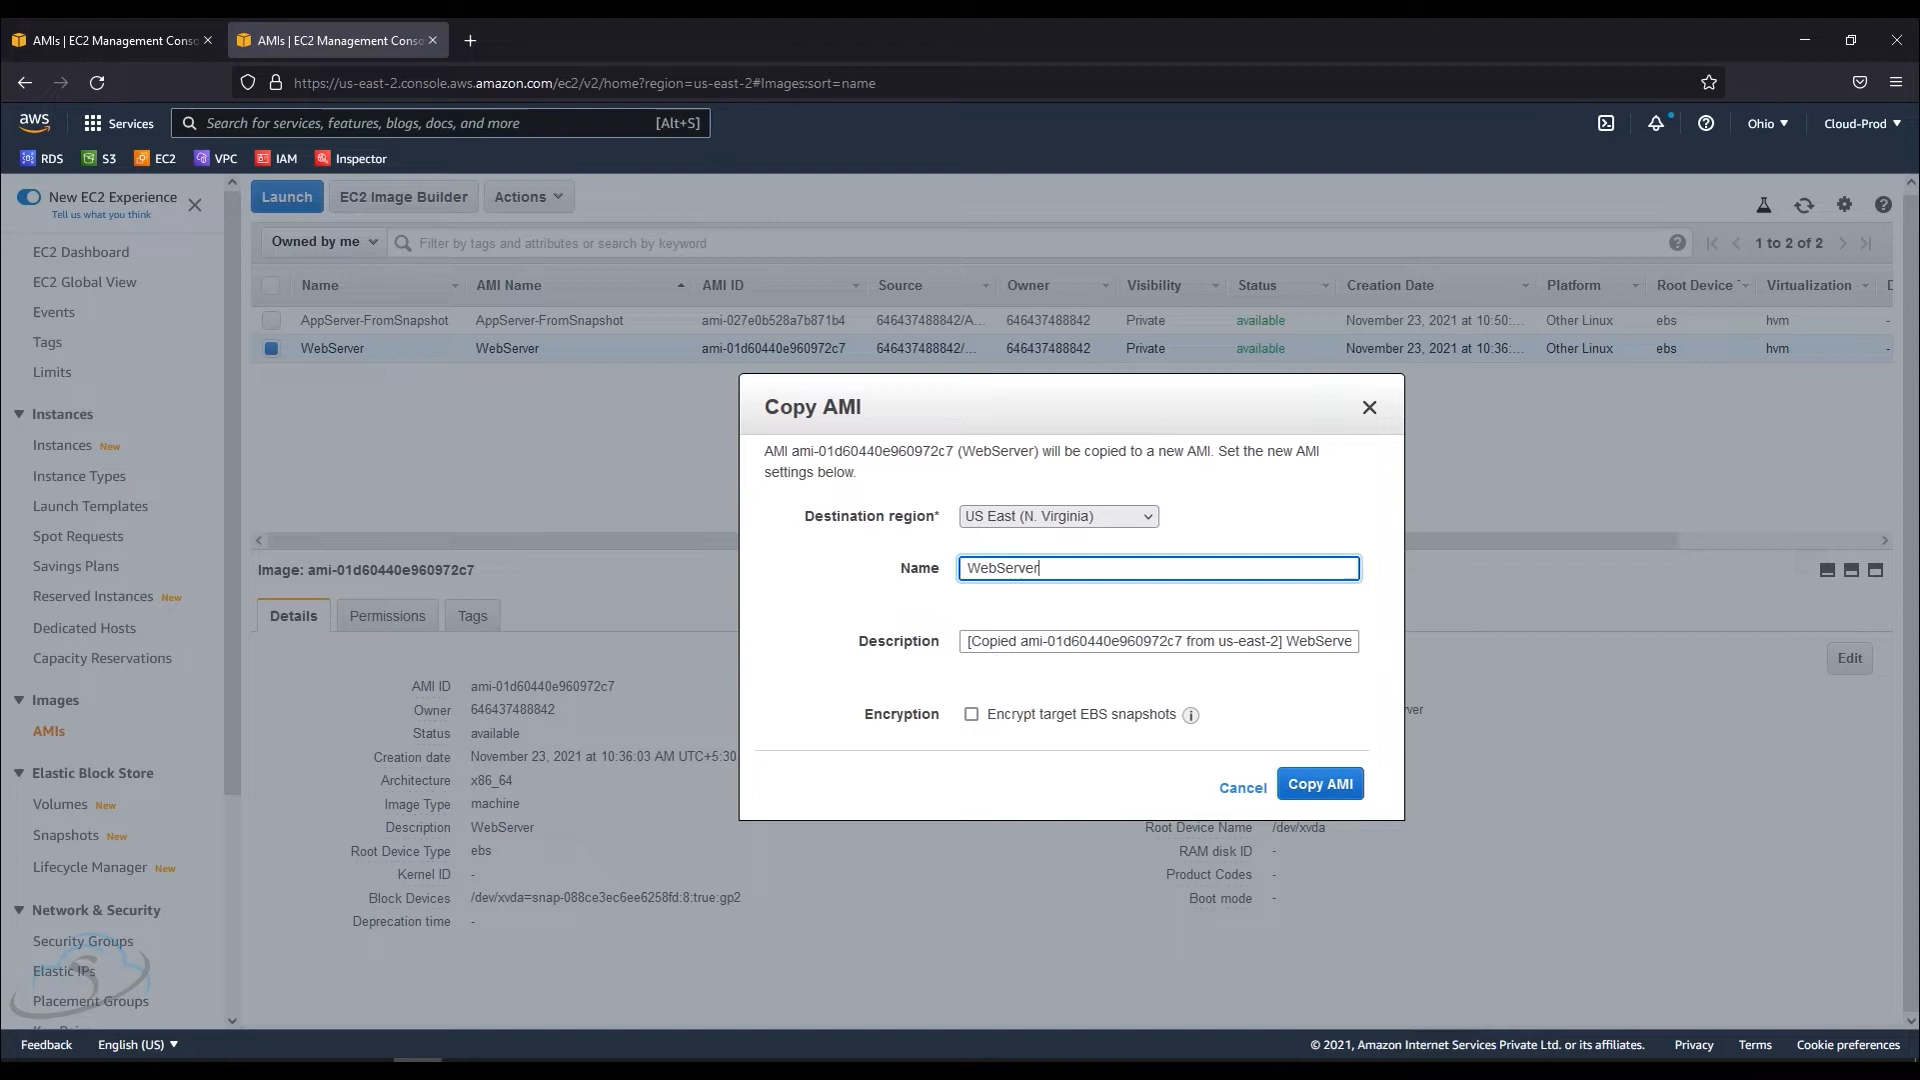 AMIs | EC2 Management Conso
AMIs | EC2 Management Conso
https://us-east-2.console.aws.amazon.com/ec2/v2/home?region=us-east-2#Images:sort=name
aws
Services
Search for services, features, blogs, docs, and more
[Alt+S]
Ohio
Cloud-Prod
RDS
S3
EC2
VPC
IAM
Inspector
New EC2 Experience
Tell us what you think
EC2 Dashboard
EC2 Global View
Events
Tags
Limits
Instances
Instances New
Instance Types
Launch Templates
Spot Requests
Savings Plans
Reserved Instances New
Dedicated Hosts
Capacity Reservations
Images
AMIs
Elastic Block Store
Volumes New
Snapshots New
Lifecycle Manager New
Network & Security
Security Groups
Elastic IPs
Placement Groups
Launch
EC2 Image Builder
Actions
Owned by me
Filter by tags and attributes or search by keyword
1 to 2 of 2
Name AMI Name AMI ID Source Owner Visibility Status Creation Date Platform Root Device Virtualization
AppServer-FromSnapshot AppServer-FromSnapshot ami-027e0b528a7b871b4 646437488842/A... 646437488842 Private available November 23, 2021 at 10:50:... Other Linux ebs hvm -
WebServer WebServer ami-01d60440e960972c7 646437488842/... 646437488842 Private available November 23, 2021 at 10:36:... Other Linux ebs hvm -
Copy AMI
AMI ami-01d60440e960972c7 (WebServer) will be copied to a new AMI. Set the new AMI
settings below.
Destination region* US East (N. Virginia)
Name WebServer
Description [Copied ami-01d60440e960972c7 from us-east-2] WebServe
Encryption Encrypt target EBS snapshots
Cancel
Copy AMI
Image: ami-01d60440e960972c7
Details
Permissions
Tags
Edit
AMI ID ami-01d60440e960972c7
Owner 646437488842
rver
Status available
Creation date November 23, 2021 at 10:36:03 AM UTC+5:30
Architecture x86_64
Image Type machine
Description WebServer
Root Device Name /dev/xvda
Root Device Type ebs
RAM disk ID -
Kernel ID -
Product Codes -
Block Devices /dev/xvda=snap-088ce3ec6ee6258fd:8:true:gp2
Boot mode -
Deprecation time -
Feedback
English (US)
© 2021, Amazon Internet Services Private Ltd. or its affiliates.
Privacy
Terms
Cookie preferences